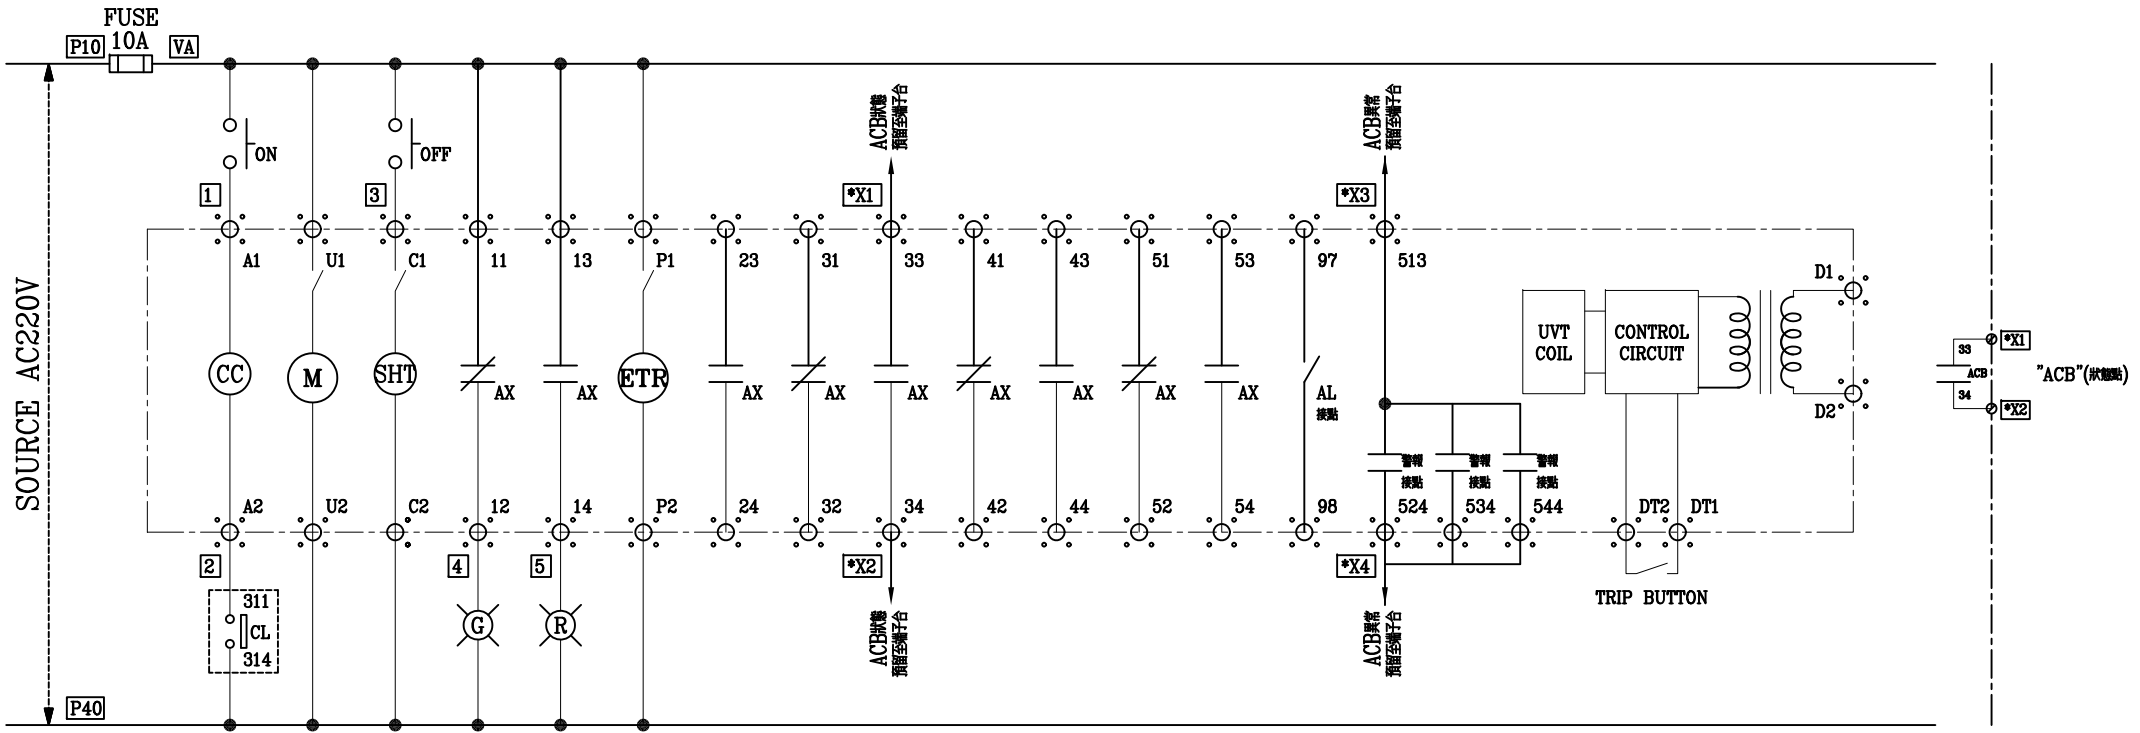 FUSE
10A
P10
VA
SOURCE AC220V
ON
OFF
ACB狀態
預留至端子台
ACB異常
預留至端子台
1
3
*X1
*X3
A1
U1
C1
11
13
P1
23
31
33
41
43
51
53
97
513
D1
CC
M
SHT
AX
AX
ETR
AX
AX
AX
AX
AX
AX
AX
AL
接點
UVT
COIL
CONTROL
CIRCUIT
D2
33
ACB
34
*X1
*X2
"ACB"(狀態點)
警報
接點
警報
接點
警報
接點
A2
U2
C2
12
14
P2
24
32
34
42
44
52
54
98
524
534
544
DT2
DT1
2
4
5
*X2
*X4
TRIP BUTTON
311
CL
314
G
R
ACB狀態
預留至端子台
ACB異常
預留至端子台
P40